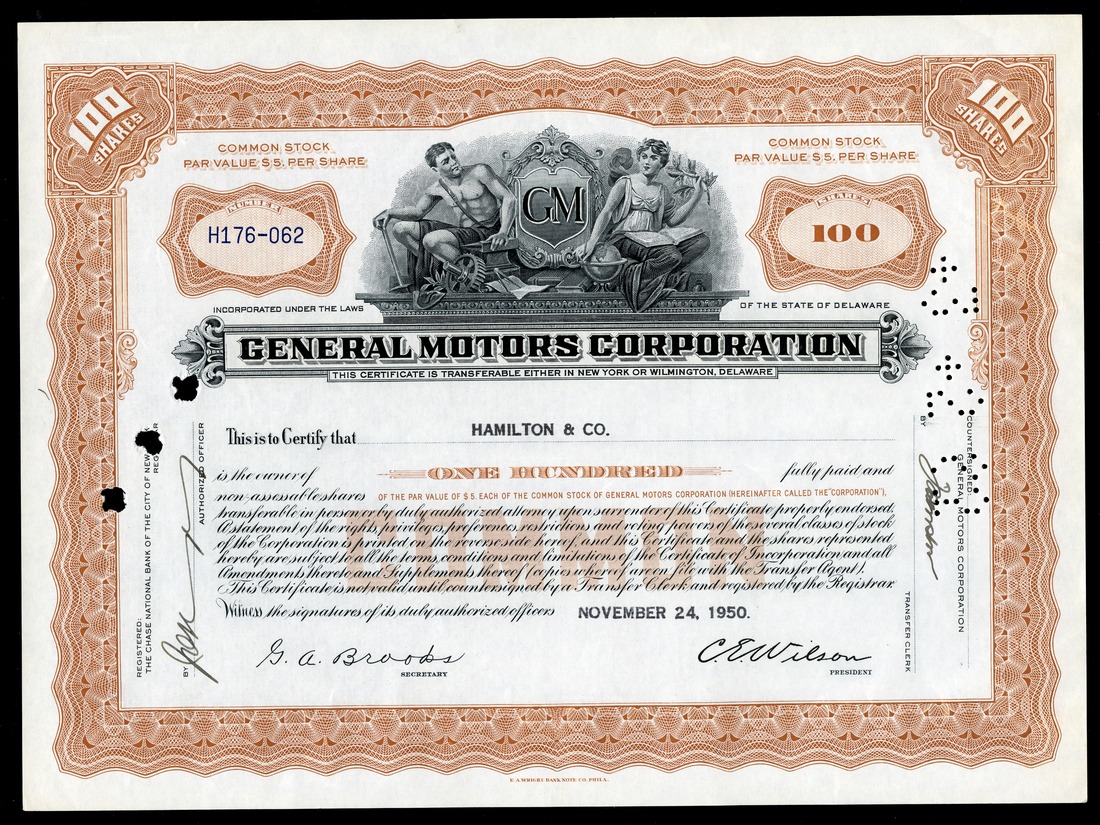 100 SHARES
100 SHARES
COMMON STOCK
PAR VALUE $5. PER SHARE
COMMON STOCK
PAR VALUE $5. PER SHARE
NUMBER
H176-062
GM
SHARES
100
INCORPORATED UNDER THE LAWS
OF THE STATE OF DELAWARE
GENERAL MOTORS CORPORATION
THIS CERTIFICATE IS TRANSFERABLE EITHER IN NEW YORK OR WILMINGTON, DELAWARE
This is to Certify that HAMILTON & CO.
is the owner of ONE HUNDRED fully paid and
non-assessable shares OF THE PAR VALUE OF $5. EACH OF THE COMMON STOCK OF GENERAL MOTORS CORPORATION (HEREINAFTER CALLED THE "CORPORATION"),
transferable in person or by duly authorized attorney upon surrender of this Certificate properly endorsed.
A statement of the rights, privileges, preferences, restrictions and voting powers of the several classes of stock
of the Corporation is printed on the reverse side hereof and this Certificate and the shares represented
hereby are subject to all the terms, conditions and limitations of the Certificate of Incorporation and all
Amendments thereto and Supplements thereof (copies whereof are on file with the Transfer Agent).
This Certificate is not valid until countersigned by a Transfer Clerk and registered by the Registrar.
COMMON
Witness the signatures of its duly authorized officers NOVEMBER 24, 1950.
G. A. Brooks
SECRETARY
C. E. Wilson
PRESIDENT
REGISTERED:
THE CHASE NATIONAL BANK OF THE CITY OF NEW
BY
AUTHORIZED OFFICER
COUNTERSIGNED:
GENERAL MOTORS CORPORATION
BY
TRANSFER CLERK
E. A. WRIGHT BANK NOTE CO. PHILA.